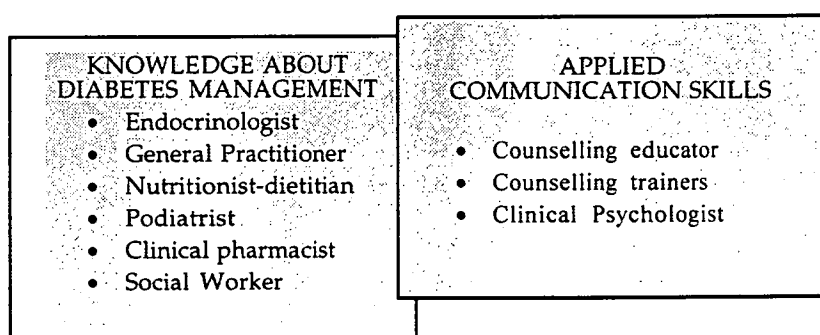 KNOWLEDGE ABOUT
DIABETES MANAGEMENT
• Endocrinologist
• General Practitioner
• Nutritionist-dietitian
• Podiatrist
• Clinical pharmacist
• Social Worker
APPLIED
COMMUNICATION SKILLS
• Counselling educator
• Counselling trainers
• Clinical Psychologist